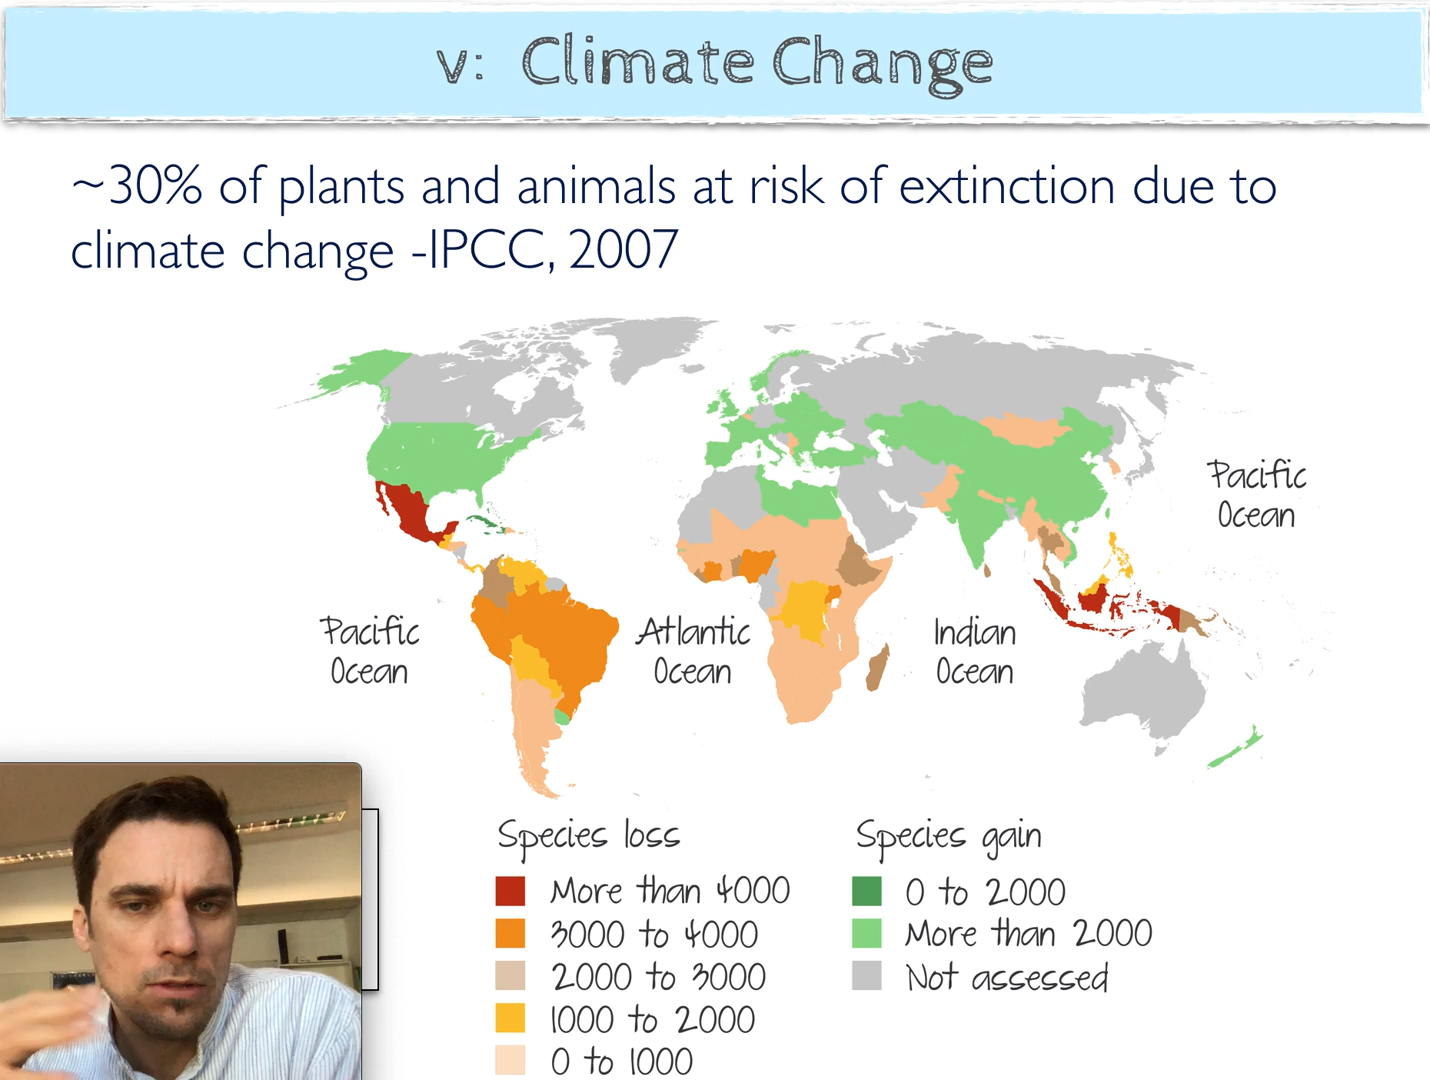 v: Climate Change
~30% of plants and animals at risk of extinction due to
climate change -IPCC, 2007
Pacific
Ocean
Pacific
Ocean
Atlantic
Ocean
Indian
Ocean
Species loss
More than 4000
3000 to 4000
2000 to 3000
1000 to 2000
0 to 1000
Species gain
0 to 2000
More than 2000
Not assessed